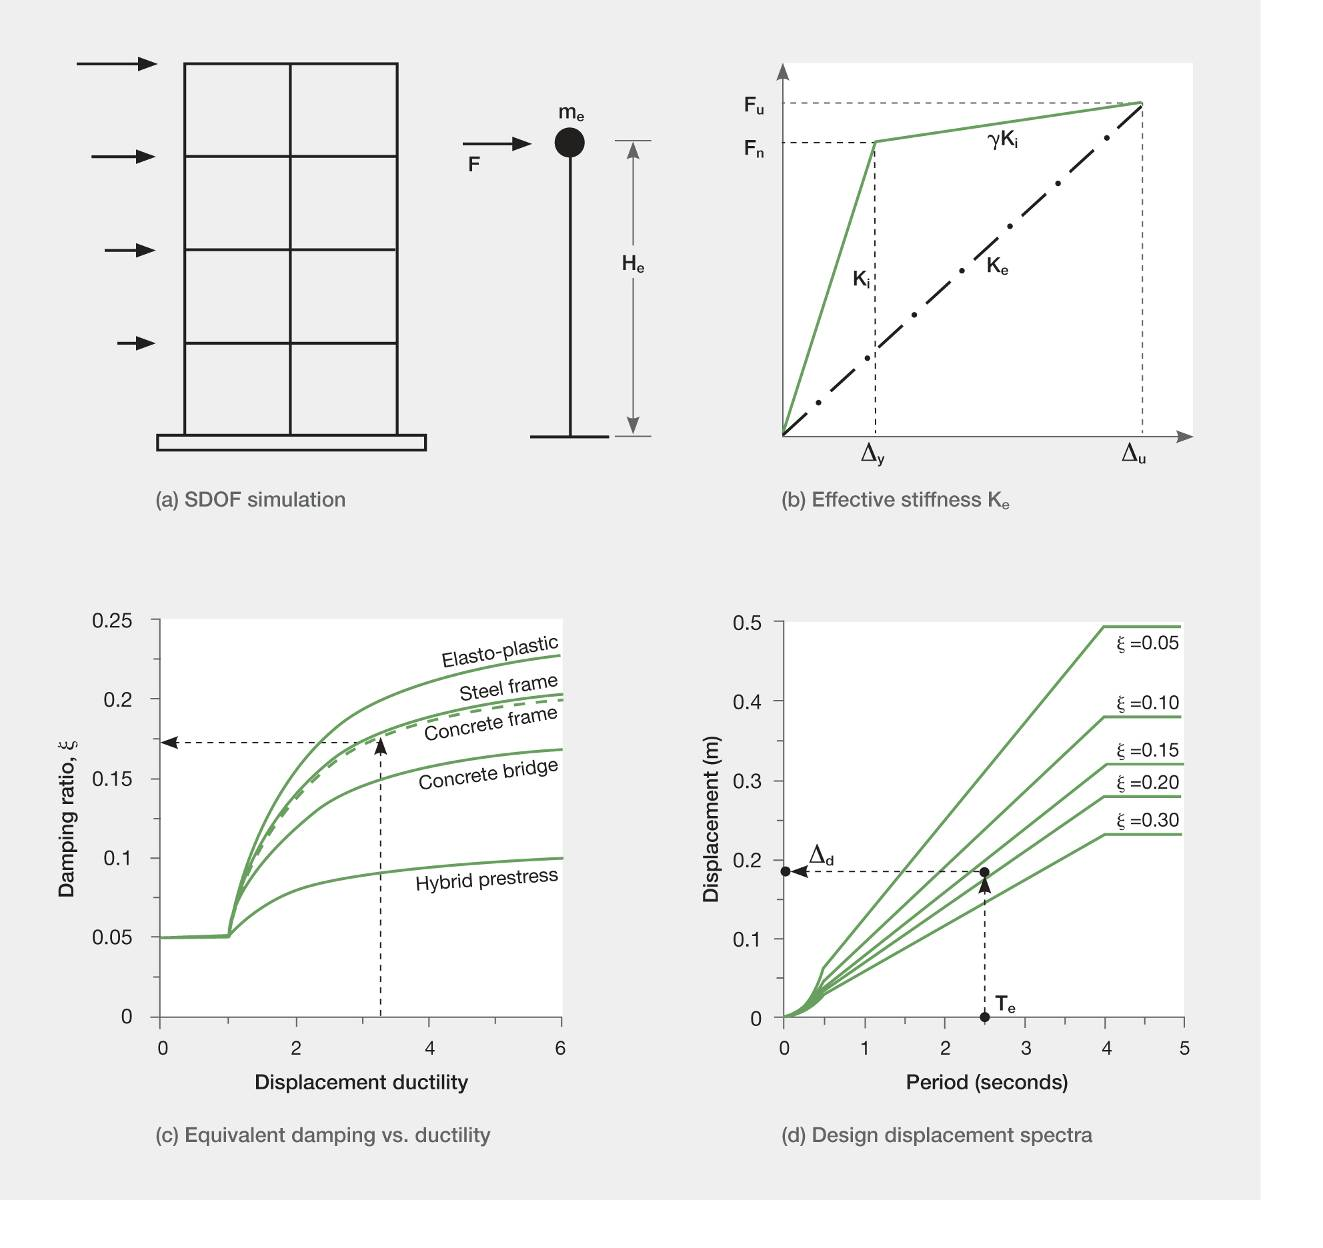 F
mₑ
Hₑ
(a) SDOF simulation
Fᵤ
Fₙ
γKᵢ
Kᵢ
Kₑ
Δy
Δᵤ
(b) Effective stiffness Kₑ
0.25
0.2
0.15
0.1
0.05
0
Damping ratio, ξ
Elasto-plastic
Steel frame
Concrete frame
Concrete bridge
Hybrid prestress
0 2 4 6
Displacement ductility
(c) Equivalent damping vs. ductility
0.5
0.4
0.3
0.2
0.1
0
Displacement (m)
ξ =0.05
ξ =0.10
ξ =0.15
ξ =0.20
ξ =0.30
Δd
Tₑ
0 1 2 3 4 5
Period (seconds)
(d) Design displacement spectra